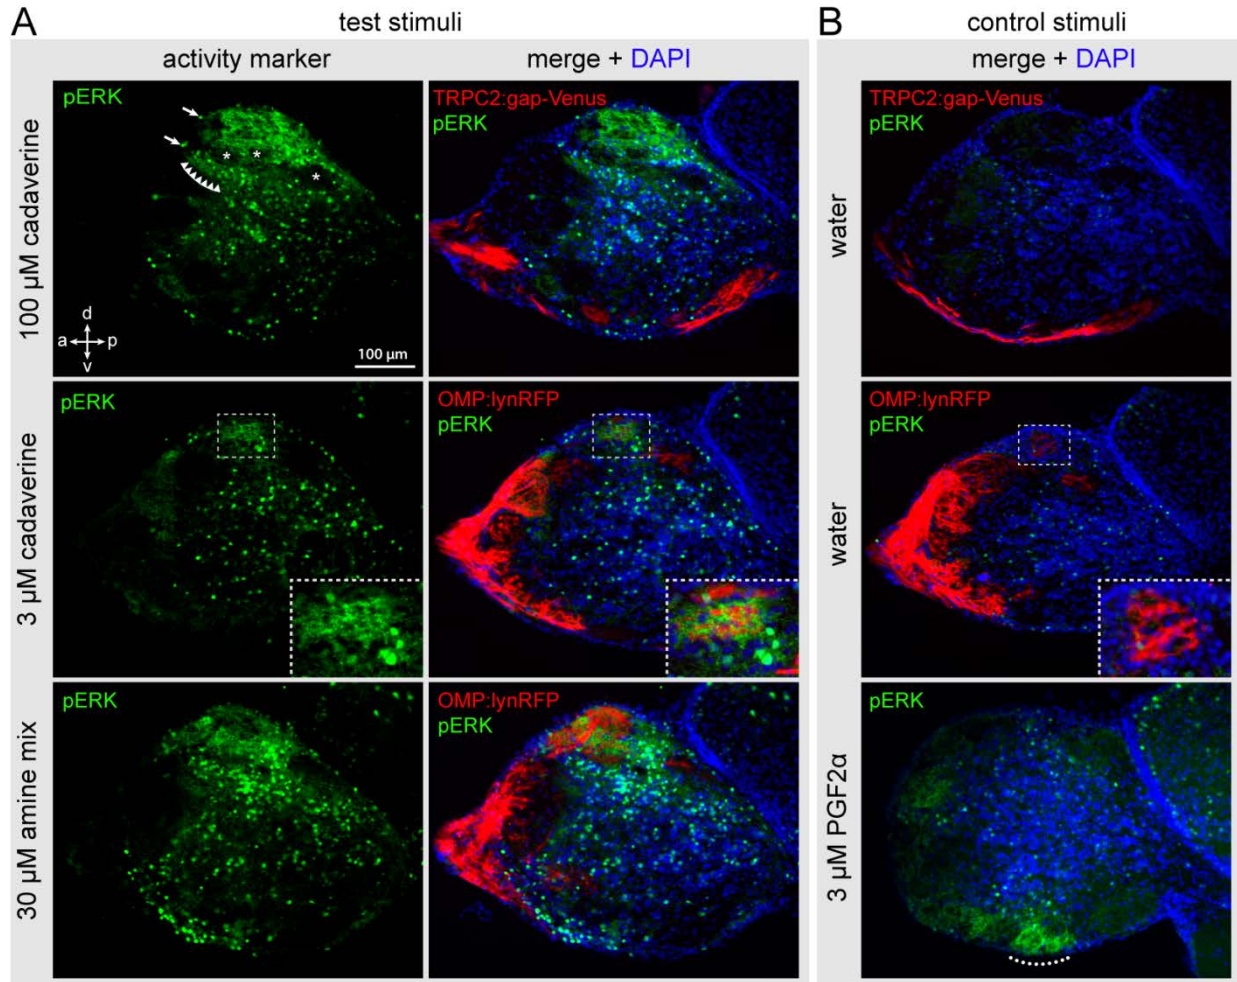 A
test stimuli
B
control stimuli
activity marker
merge + DAPI
merge + DAPI
100 µM cadaverine
pERK
*
*
*
d
a p
v
100 µm
TRPC2:gap-Venus
pERK
water
TRPC2:gap-Venus
pERK
3 µM cadaverine
pERK
OMP:lynRFP
pERK
water
OMP:lynRFP
pERK
30 µM amine mix
pERK
OMP:lynRFP
pERK
3 µM PGF2α
pERK